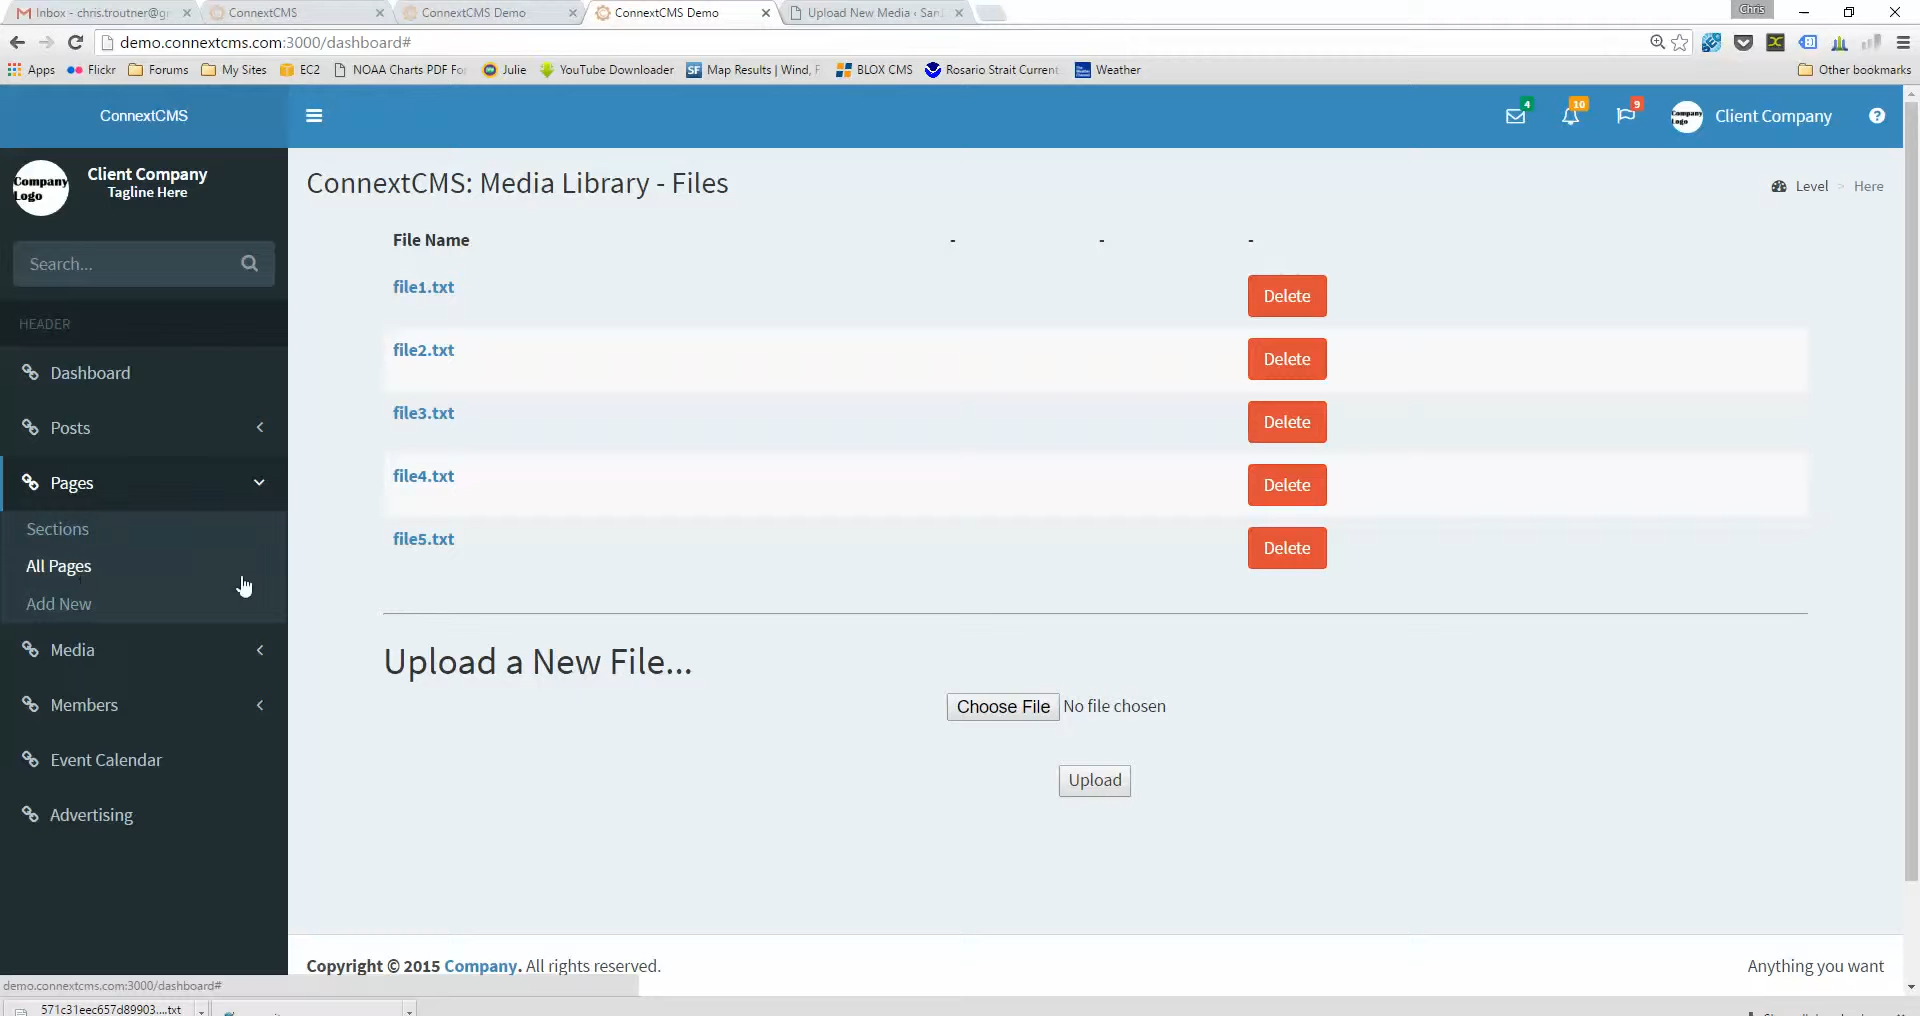 Inbox - chris.troutner@g
ConnextCMS
ConnextCMS Demo
ConnextCMS Demo
Upload New Media ‹ San
Chris
demo.connextcms.com:3000/dashboard#
Apps
Flickr
Forums
My Sites
EC2
NOAA Charts PDF Fo
Julie
YouTube Downloader
SF Map Results | Wind, F
BLOX CMS
Rosario Strait Current
Weather
Other bookmarks
ConnextCMS
4
10
9
Company Logo
Client Company
Company
Logo
Client Company
Tagline Here
Search...
HEADER
Dashboard
Posts
Pages
Sections
All Pages
Add New
Media
Members
Event Calendar
Advertising
ConnextCMS: Media Library - Files
Level > Here
File Name - - -
file1.txt Delete
file2.txt Delete
file3.txt Delete
file4.txt Delete
file5.txt Delete
Upload a New File...
Choose File No file chosen
Upload
Copyright © 2015 Company. All rights reserved.
Anything you want
demo.connextcms.com:3000/dashboard#
571c31eec657d89903....txt